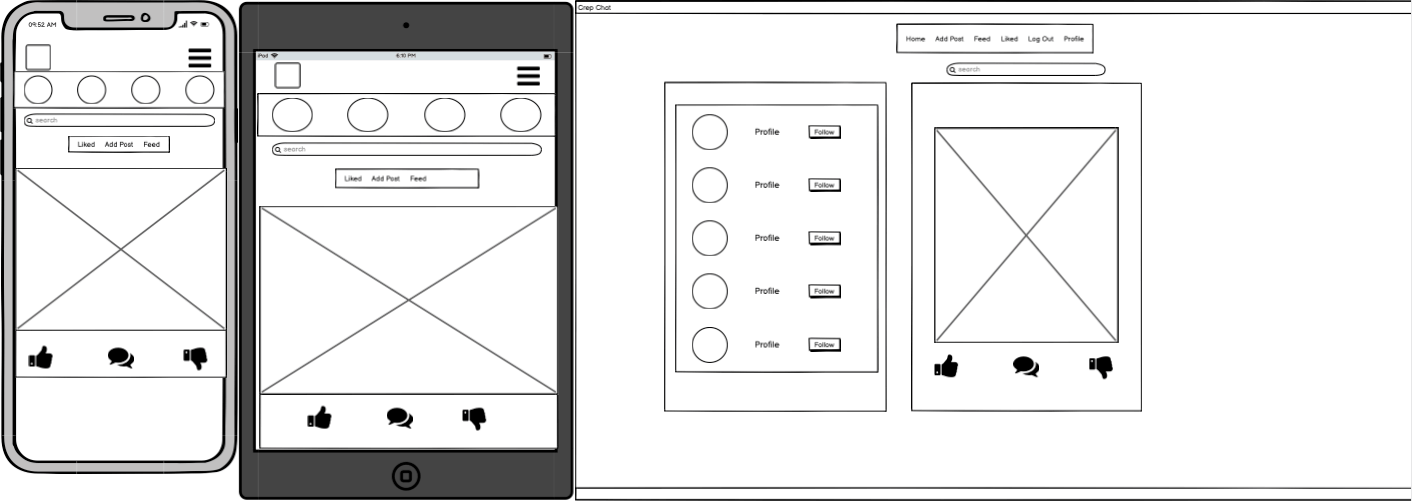 09:52 AM
search
Liked Add Post Feed
iPod
6:10 PM
search
Liked Add Post Feed
Crep Chat
Home Add Post Feed Liked Log Out Profile
search
Profile Follow
Profile Follow
Profile Follow
Profile Follow
Profile Follow